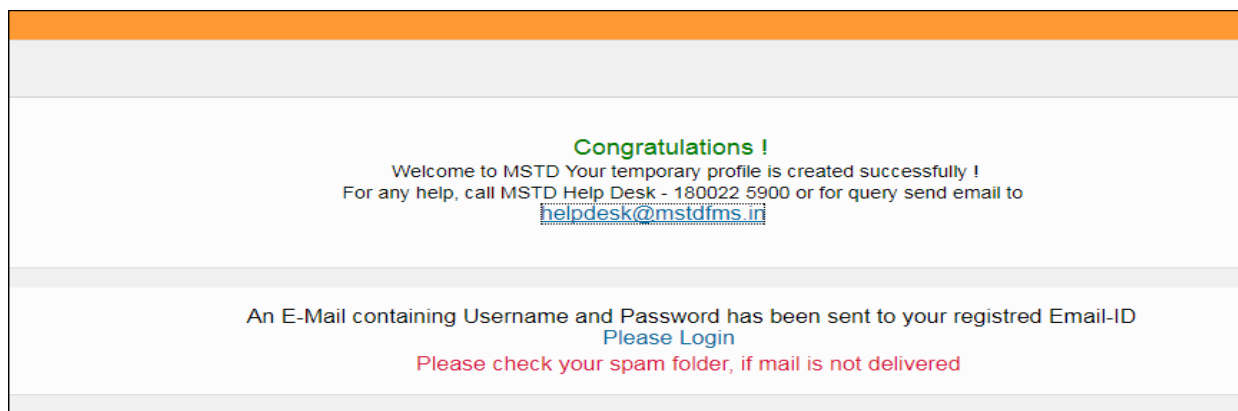 Congratulations !
Welcome to MSTD Your temporary profile is created successfully !
For any help, call MSTD Help Desk - 180022 5900 or for query send email to
helpdesk@mstdfms.in
An E-Mail containing Username and Password has been sent to your registred Email-ID
Please Login
Please check your spam folder, if mail is not delivered